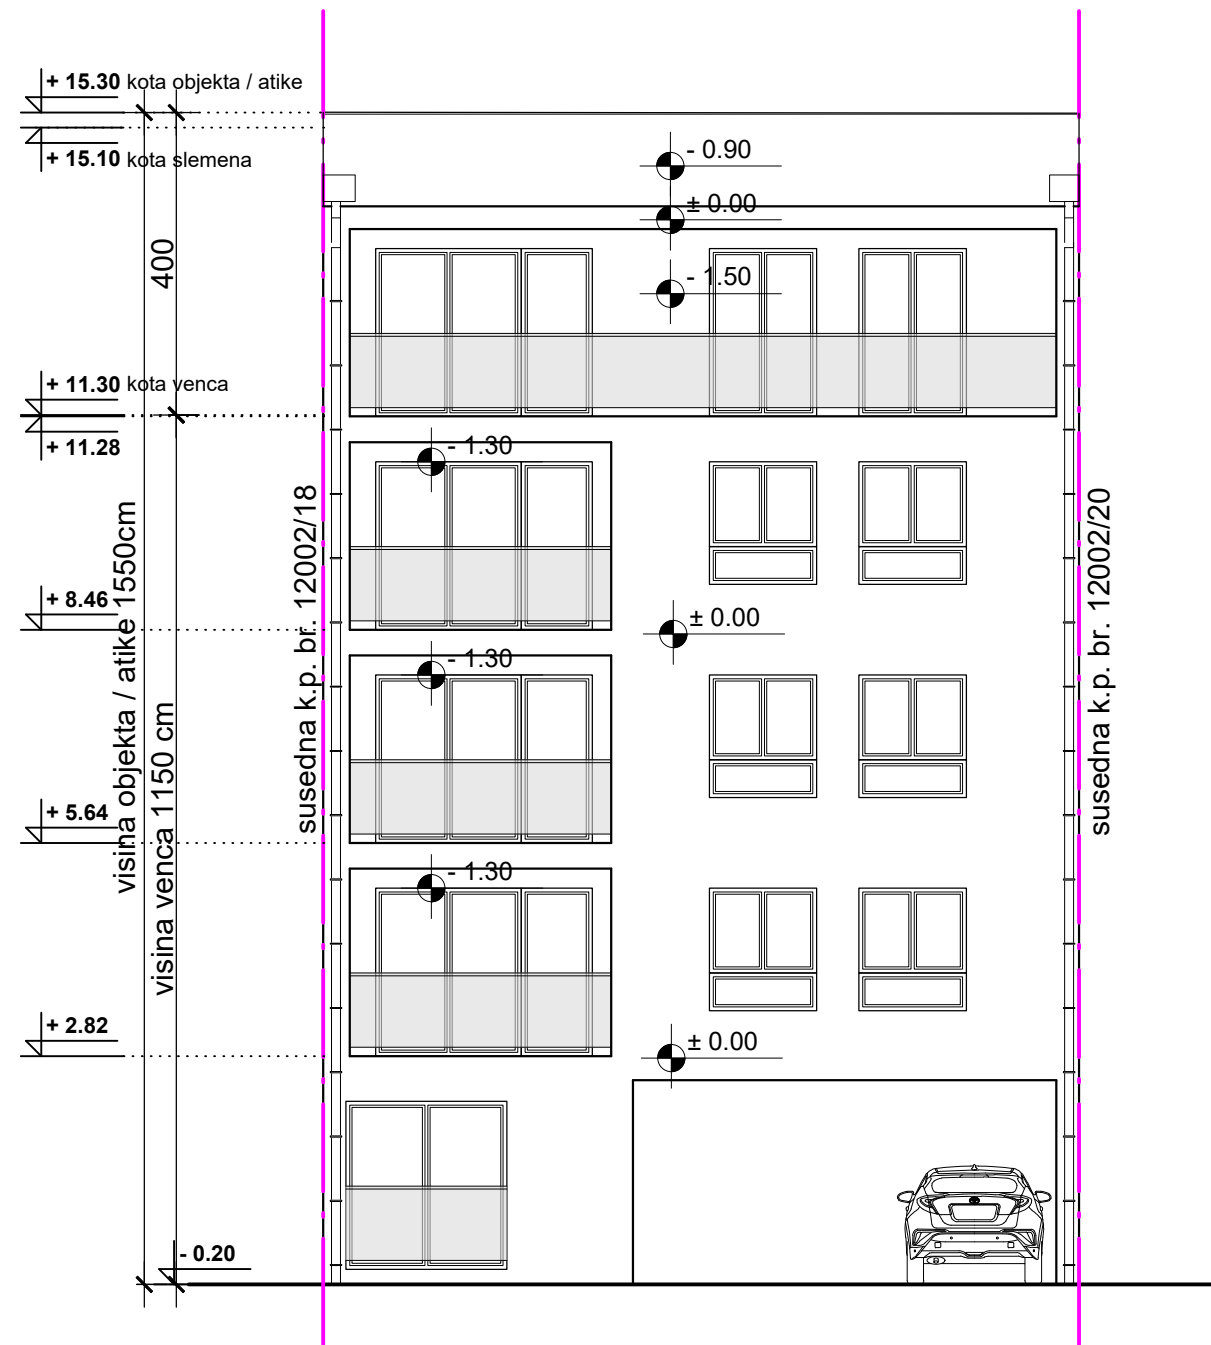 + 15.30 kota objekta / atike
+ 15.10 kota slemena
- 0.90
± 0.00
- 1.50
400
+ 11.30 kota venca
+ 11.28
- 1.30
+ 8.46
± 0.00
- 1.30
+ 5.64
- 1.30
+ 2.82
± 0.00
- 0.20
visina objekta / atike 1550cm
visina venca 1150 cm
susedna k.p. br. 12002/18
susedna k.p. br. 12002/20